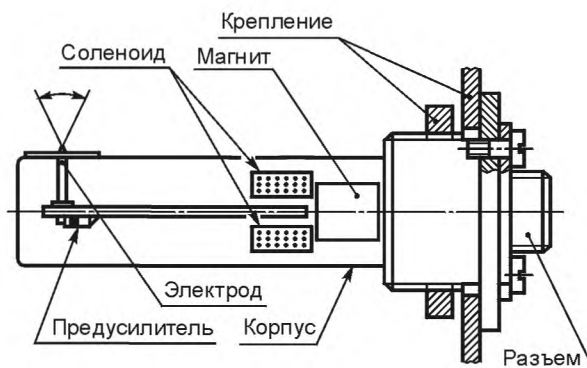 Крепление
Соленоид
Магнит
Электрод
Предусилитель
Корпус
Разъем